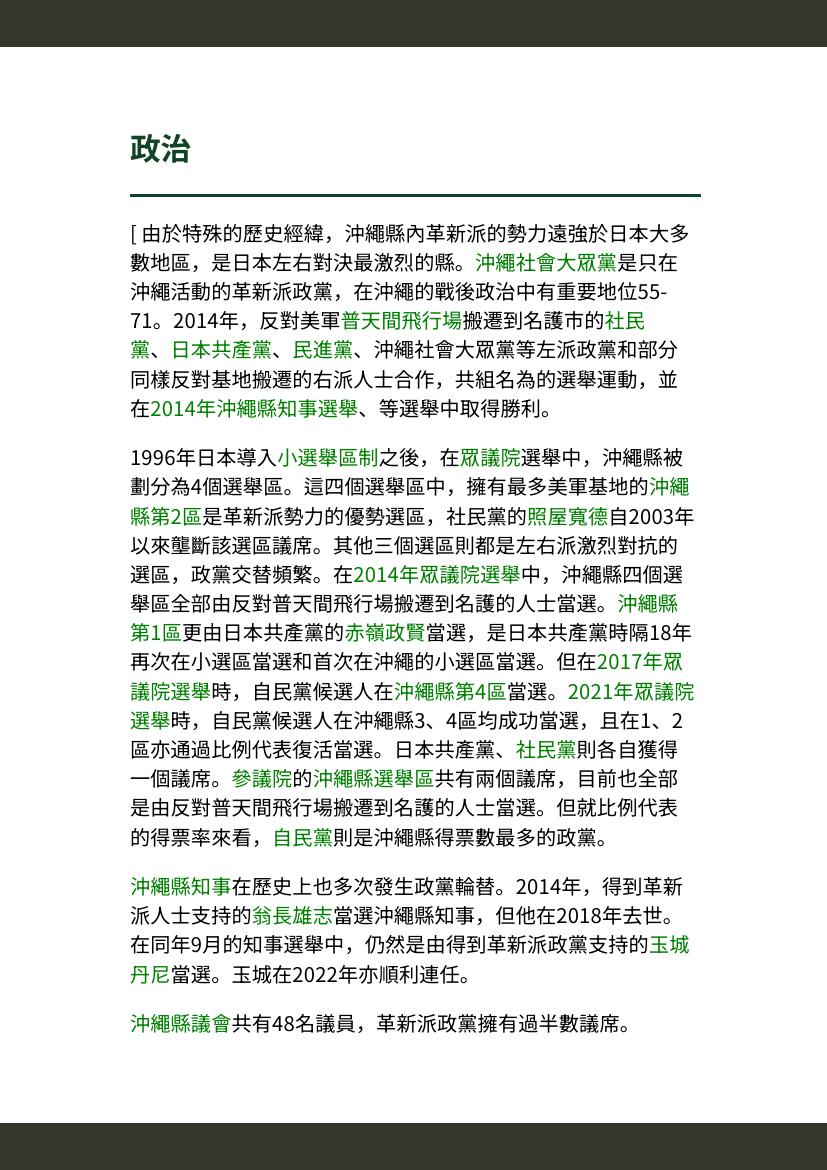 政治
[ 由於特殊的歷史經緯，沖繩縣內革新派的勢力遠強於日本大多
數地區，是日本左右對決最激烈的縣。沖繩社會大眾黨是只在
沖繩活動的革新派政黨，在沖繩的戰後政治中有重要地位55-
71。2014年，反對美軍普天間飛行場搬遷到名護市的社民
黨、日本共產黨、民進黨、沖繩社會大眾黨等左派政黨和部分
同樣反對基地搬遷的右派人士合作，共組名為的選舉運動，並
在2014年沖繩縣知事選舉、等選舉中取得勝利。
1996年日本導入小選舉區制之後，在眾議院選舉中，沖繩縣被
劃分為4個選舉區。這四個選舉區中，擁有最多美軍基地的沖繩
縣第2區是革新派勢力的優勢選區，社民黨的照屋寬德自2003年
以來壟斷該選區議席。其他三個選區則都是左右派激烈對抗的
選區，政黨交替頻繁。在2014年眾議院選舉中，沖繩縣四個選
舉區全部由反對普天間飛行場搬遷到名護的人士當選。沖繩縣
第1區更由日本共產黨的赤嶺政賢當選，是日本共產黨時隔18年
再次在小選區當選和首次在沖繩的小選區當選。但在2017年眾
議院選舉時，自民黨候選人在沖繩縣第4區當選。2021年眾議院
選舉時，自民黨候選人在沖繩縣3、4區均成功當選，且在1、2
區亦通過比例代表復活當選。日本共產黨、社民黨則各自獲得
一個議席。參議院的沖繩縣選舉區共有兩個議席，目前也全部
是由反對普天間飛行場搬遷到名護的人士當選。但就比例代表
的得票率來看，自民黨則是沖繩縣得票數最多的政黨。
沖繩縣知事在歷史上也多次發生政黨輪替。2014年，得到革新
派人士支持的翁長雄志當選沖繩縣知事，但他在2018年去世。
在同年9月的知事選舉中，仍然是由得到革新派政黨支持的玉城
丹尼當選。玉城在2022年亦順利連任。
沖繩縣議會共有48名議員，革新派政黨擁有過半數議席。